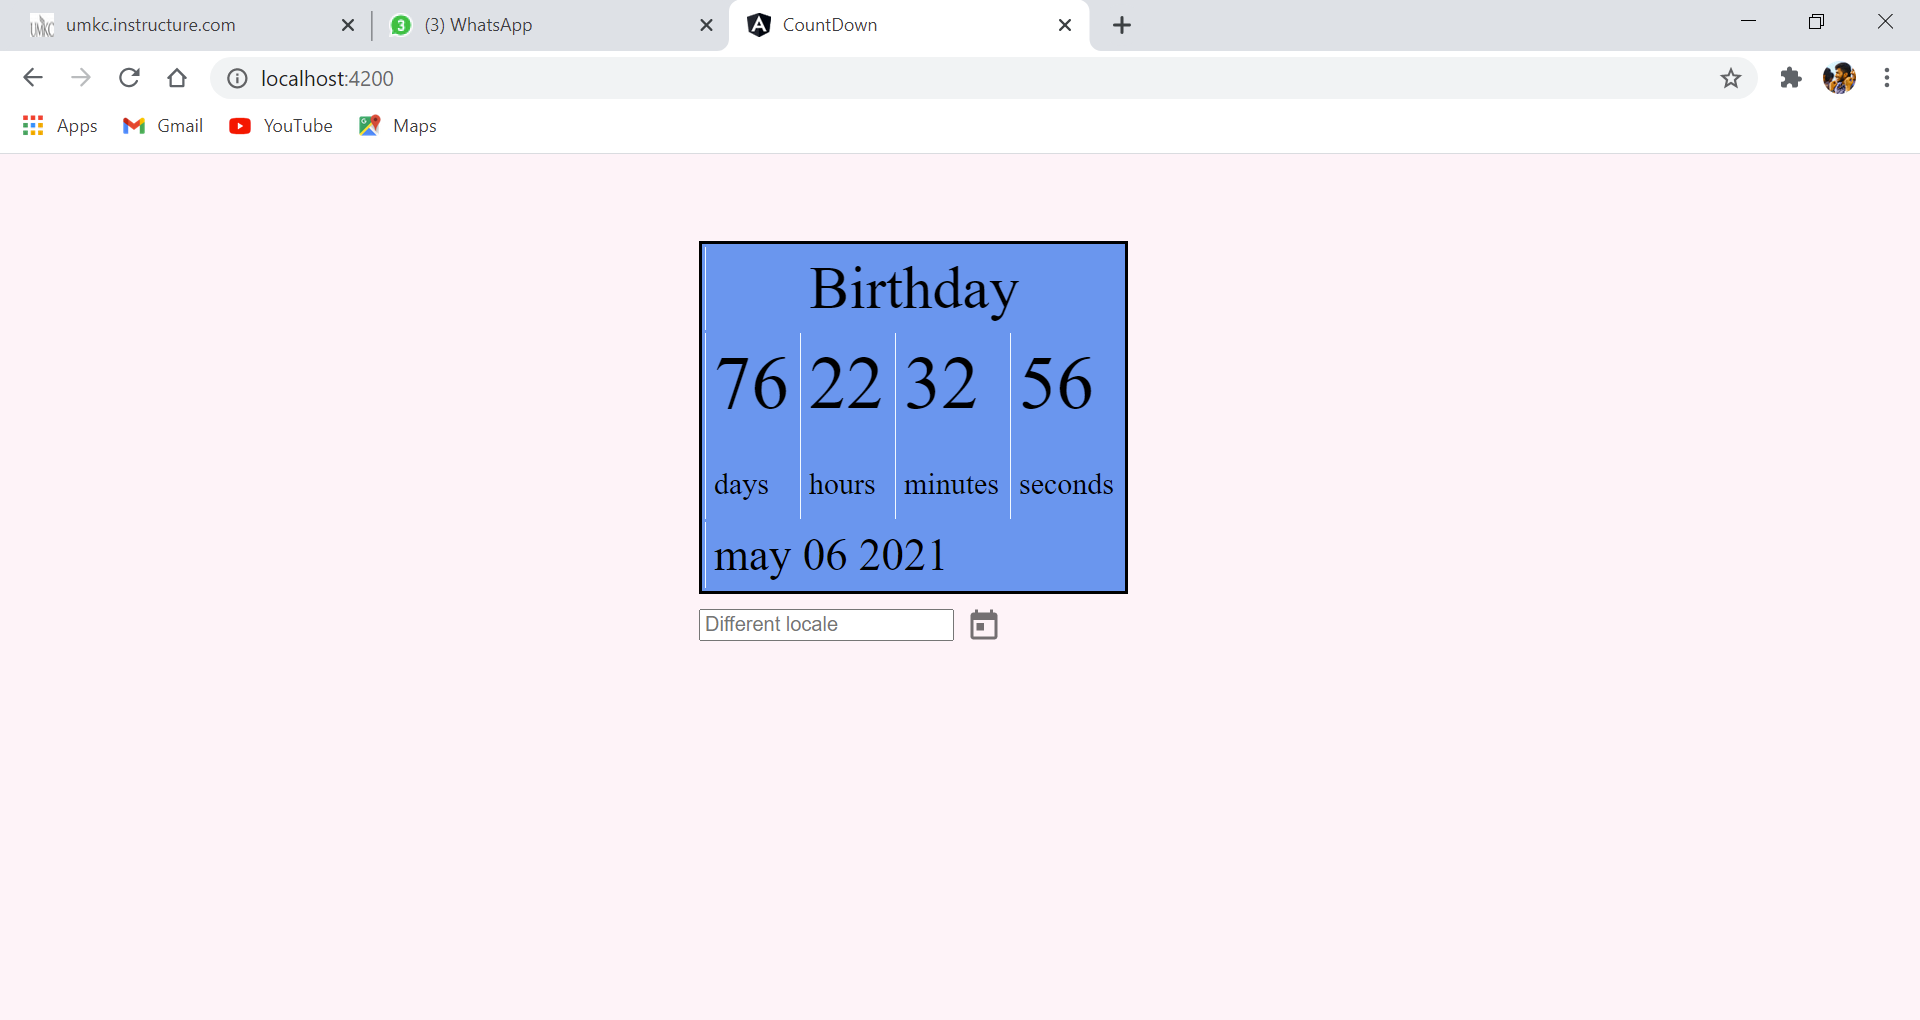 umkc.instructure.com
3 (3) WhatsApp
CountDown
localhost:4200
Apps Gmail YouTube Maps
Birthday
76 22 32 56
days hours minutes seconds
may 06 2021
Different locale